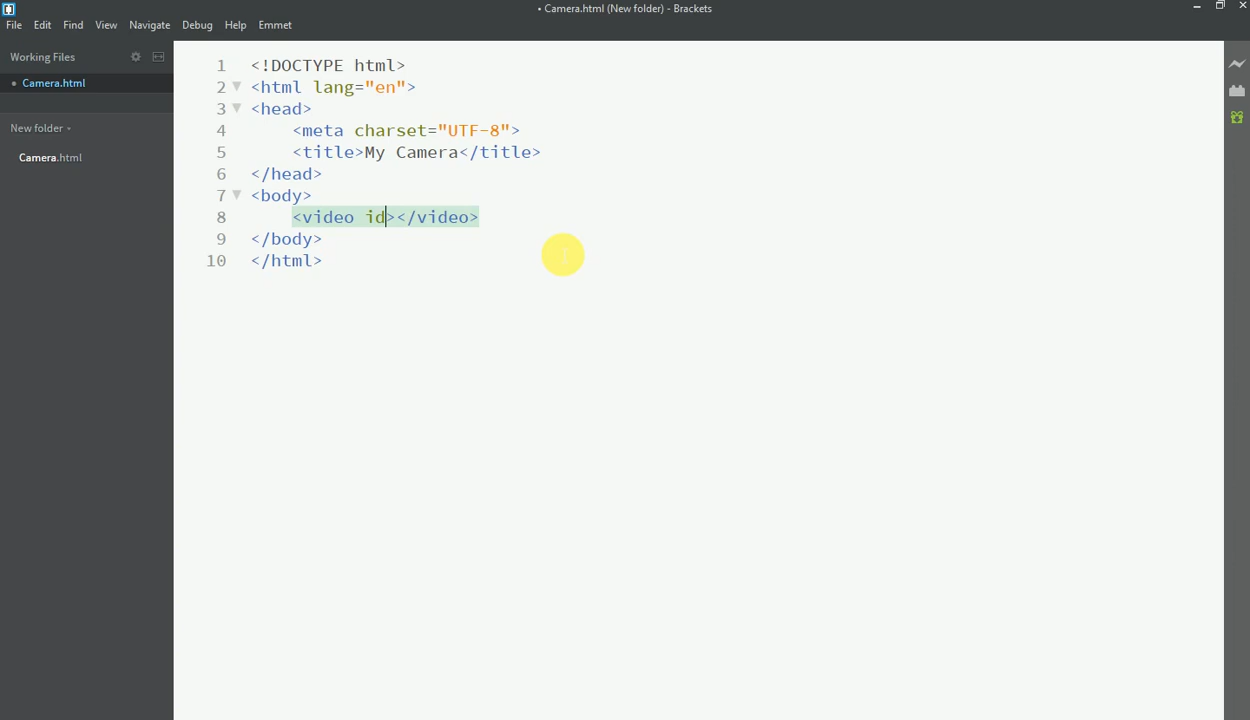 • Camera.html (New folder) - Brackets
File Edit Find View Navigate Debug Help Emmet
Working Files
• Camera.html
New folder
Camera.html
1 <!DOCTYPE html>
2 <html lang="en">
3 <head>
4 <meta charset="UTF-8">
5 <title>My Camera</title>
6 </head>
7 <body>
8 <video id></video>
9 </body>
10 </html>